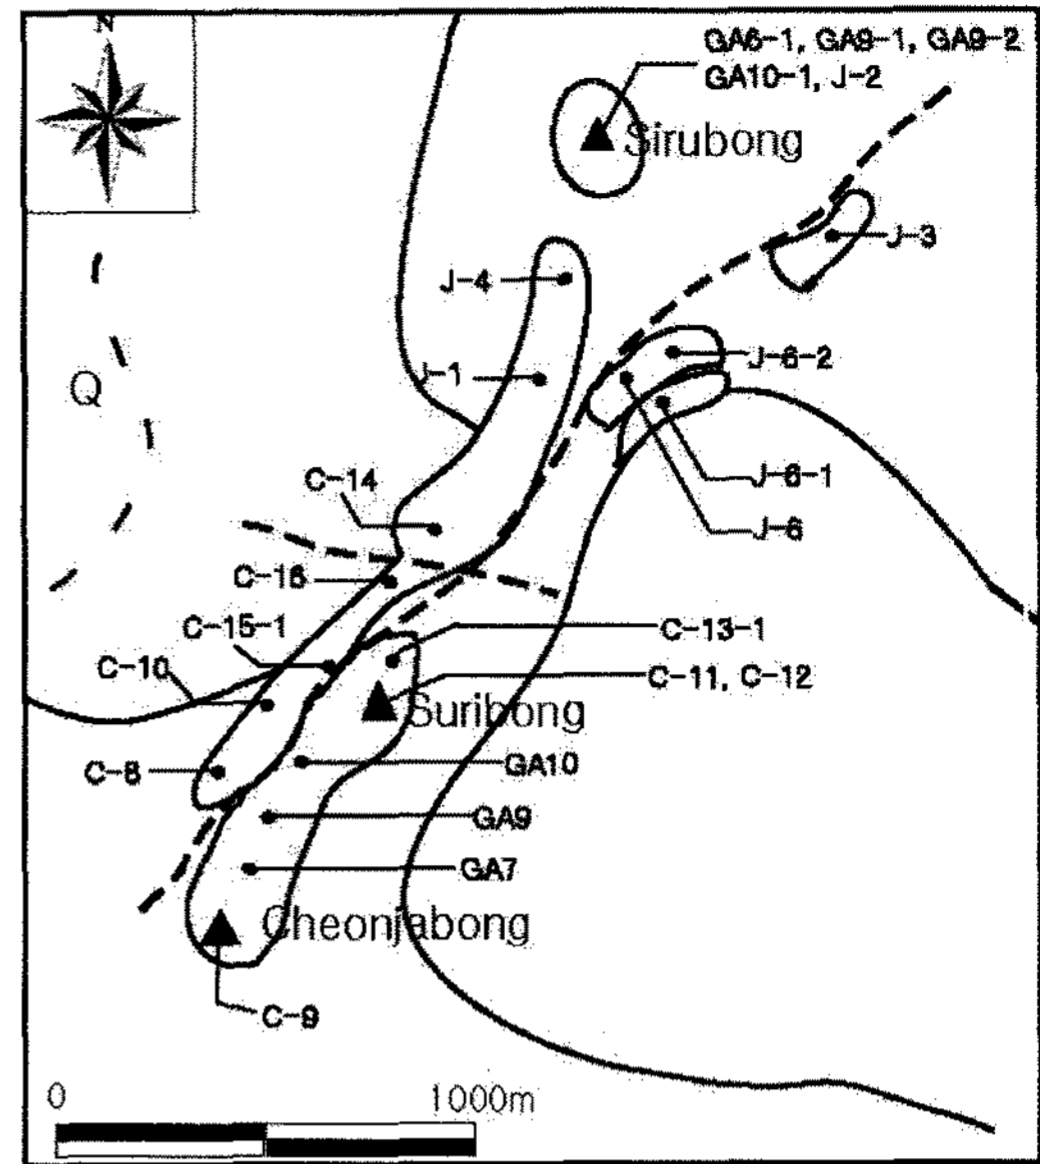 N
GA6-1, GA9-1, GA9-2
GA10-1, J-2
Sirubong
J-3
J-4
J-6-2
J-1
Q
J-6-1
C-14
J-6
C-16
C-15-1
C-13-1
C-10
C-11, C-12
Suribong
C-8
GA10
GA9
GA7
Cheonjabong
C-9
0
1000m